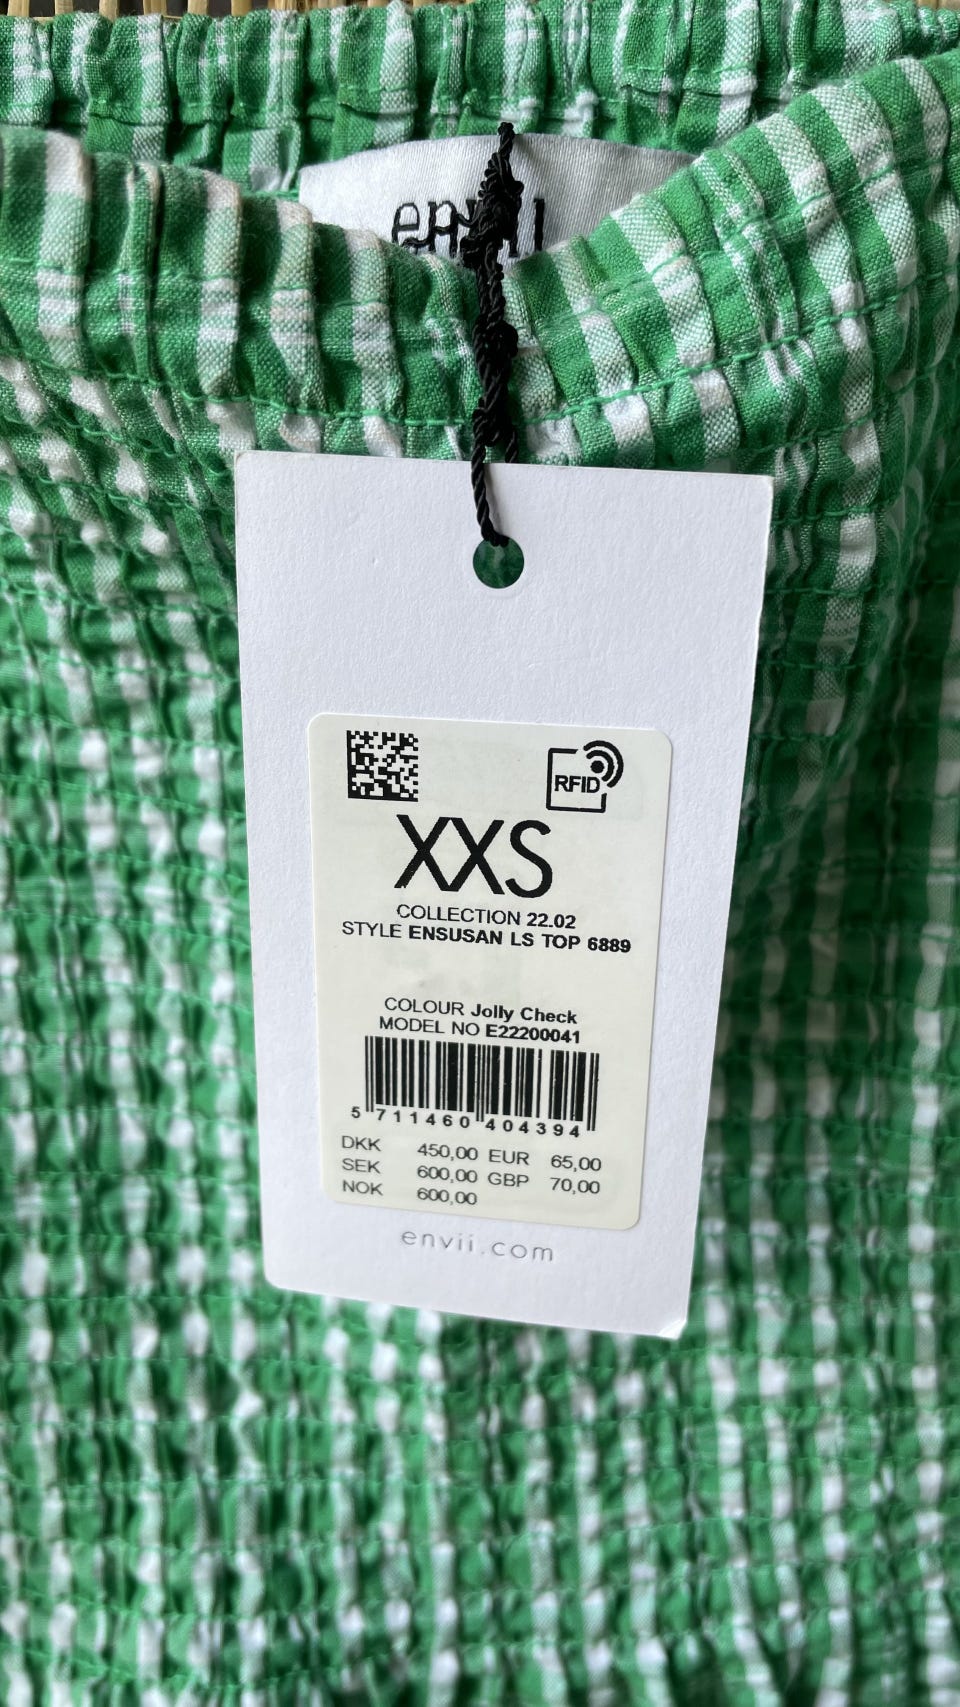 envii
RFID
XXS
COLLECTION 22.02
STYLE ENSUSAN LS TOP 6889
COLOUR Jolly Check
MODEL NO E22200041
5 711460 404394
DKK 450,00 EUR 65,00
SEK 600,00 GBP 70,00
NOK 600,00
envii.com